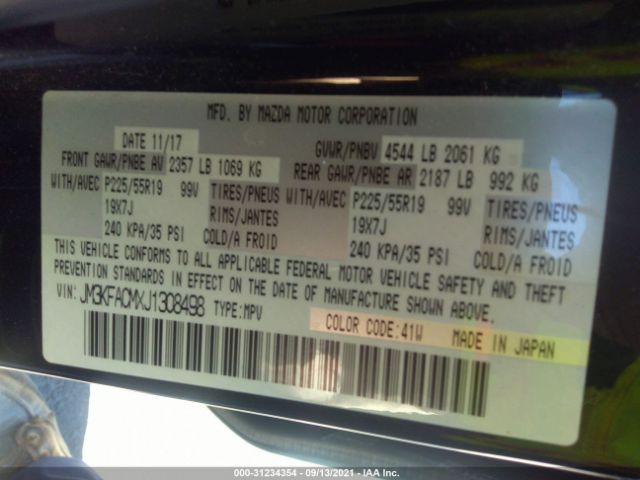 MFD. BY MAZDA MOTOR CORPORATION
DATE 11/17 GVWR/PNBV 4544 LB 2061 KG
FRONT GAWR/PNBE AV 2357 LB 1069 KG REAR GAWR/PNBE AR 2187 LB 992 KG
WITH/AVEC P225/55R19 99V TIRES/PNEUS WITH/AVEC P225/55R19 99V TIRES/PNEUS
19X7J RIMS/JANTES 19X7J RIMS/JANTES
240 KPA/35 PSI COLD/A FROID 240 KPA/35 PSI COLD/A FROID
THIS VEHICLE CONFORMS TO ALL APPLICABLE FEDERAL MOTOR VEHICLE SAFETY AND THEFT
PREVENTION STANDARDS IN EFFECT ON THE DATE OF MANUFACTURE SHOWN ABOVE.
VIN: JM3KFACMXJ1308498 TYPE:MPV
COLOR CODE:41W MADE IN JAPAN
000-31234354 - 09/13/2021 - IAA Inc.